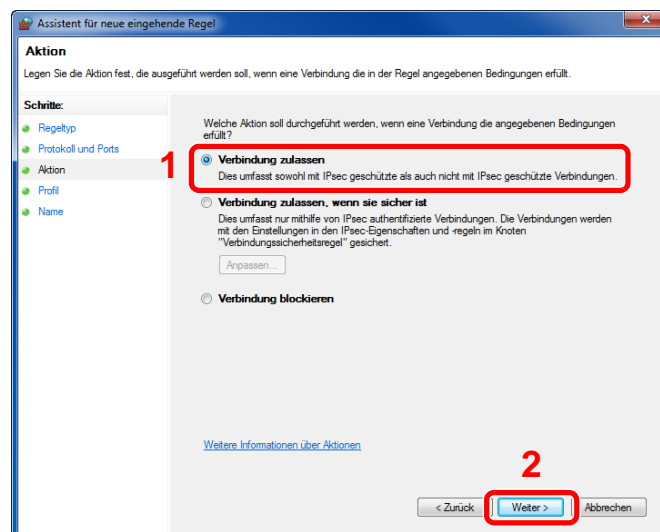 Assistent für neue eingehende Regel
Aktion
Legen Sie die Aktion fest, die ausgeführt werden soll, wenn eine Verbindung die in der Regel angegebenen Bedingungen erfüllt.
Schritte:
Regeltyp
Protokoll und Ports
Aktion
Profil
Name
Welche Aktion soll durchgeführt werden, wenn eine Verbindung die angegebenen Bedingungen
erfüllt?
1
Verbindung zulassen
Dies umfasst sowohl mit IPsec geschützte als auch nicht mit IPsec geschützte Verbindungen.
Verbindung zulassen, wenn sie sicher ist
Dies umfasst nur mithilfe von IPsec authentifizierte Verbindungen. Die Verbindungen werden
mit den Einstellungen in den IPsec-Eigenschaften und -regeln im Knoten
"Verbindungssicherheitsregel" gesichert.
Anpassen...
Verbindung blockieren
Weitere Informationen über Aktionen
2
< Zurück
Weiter >
Abbrechen